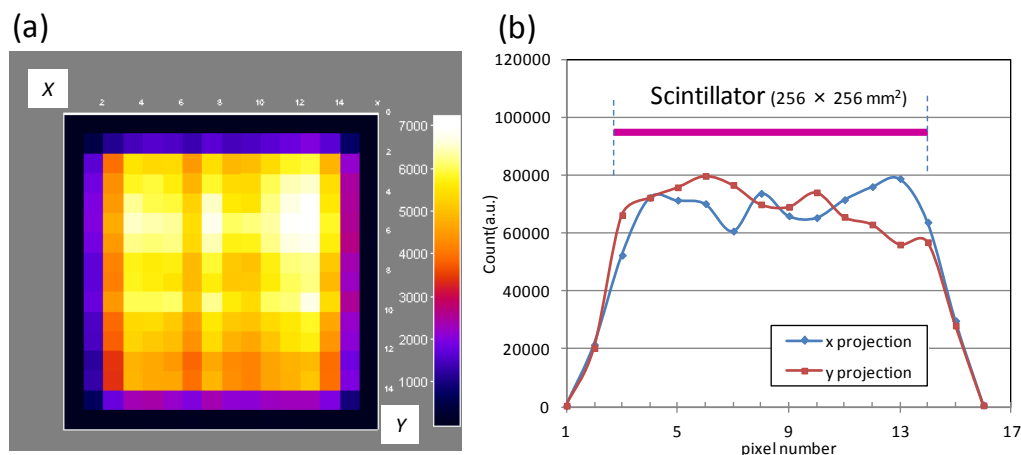 (a)
X
2 4 6 8 10 12 14 x
0
2
4
6
8
10
12
14
7000
6000
5000
4000
3000
2000
1000
Y
(b)
120000
100000
80000
60000
40000
20000
0
Count(a.u.)
Scintillator (256 × 256 mm²)
x projection
y projection
1 5 9 13 17
pixel number